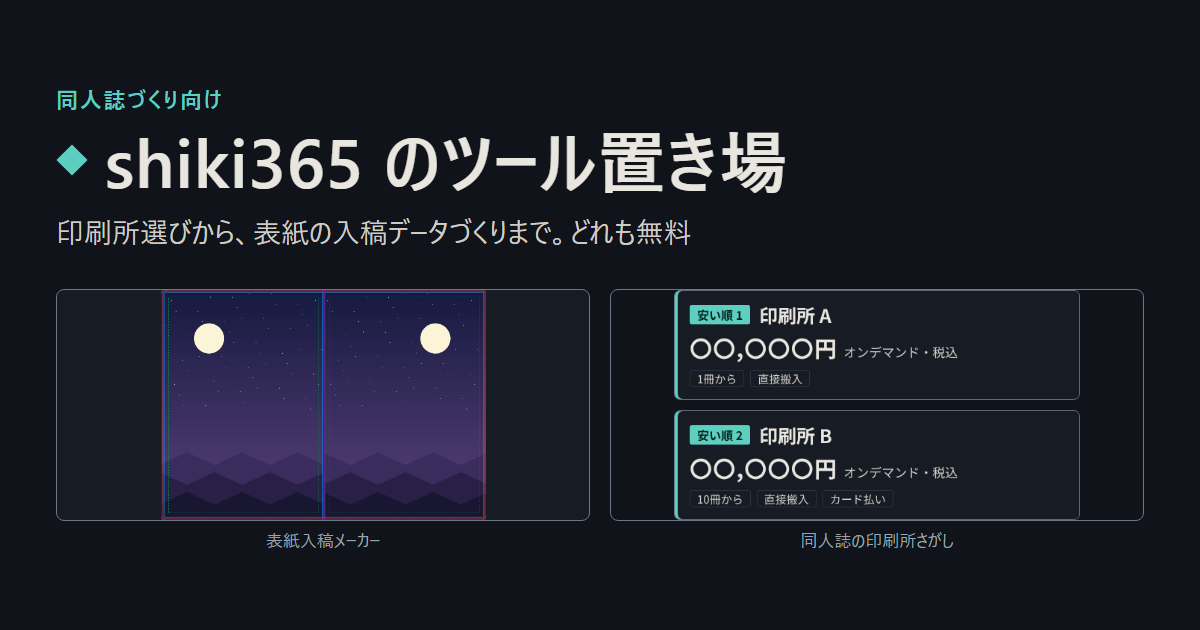 同人誌づくり向け
shiki365 のツール置き場
印刷所選びから、表紙の入稿データづくりまで。どれも無料
安い順 1 印刷所 A
〇〇,〇〇〇円 オンデマンド・税込
1冊から 直接搬入
安い順 2 印刷所 B
〇〇,〇〇〇円 オンデマンド・税込
10冊から 直接搬入 カード払い
表紙入稿メーカー
同人誌の印刷所さがし